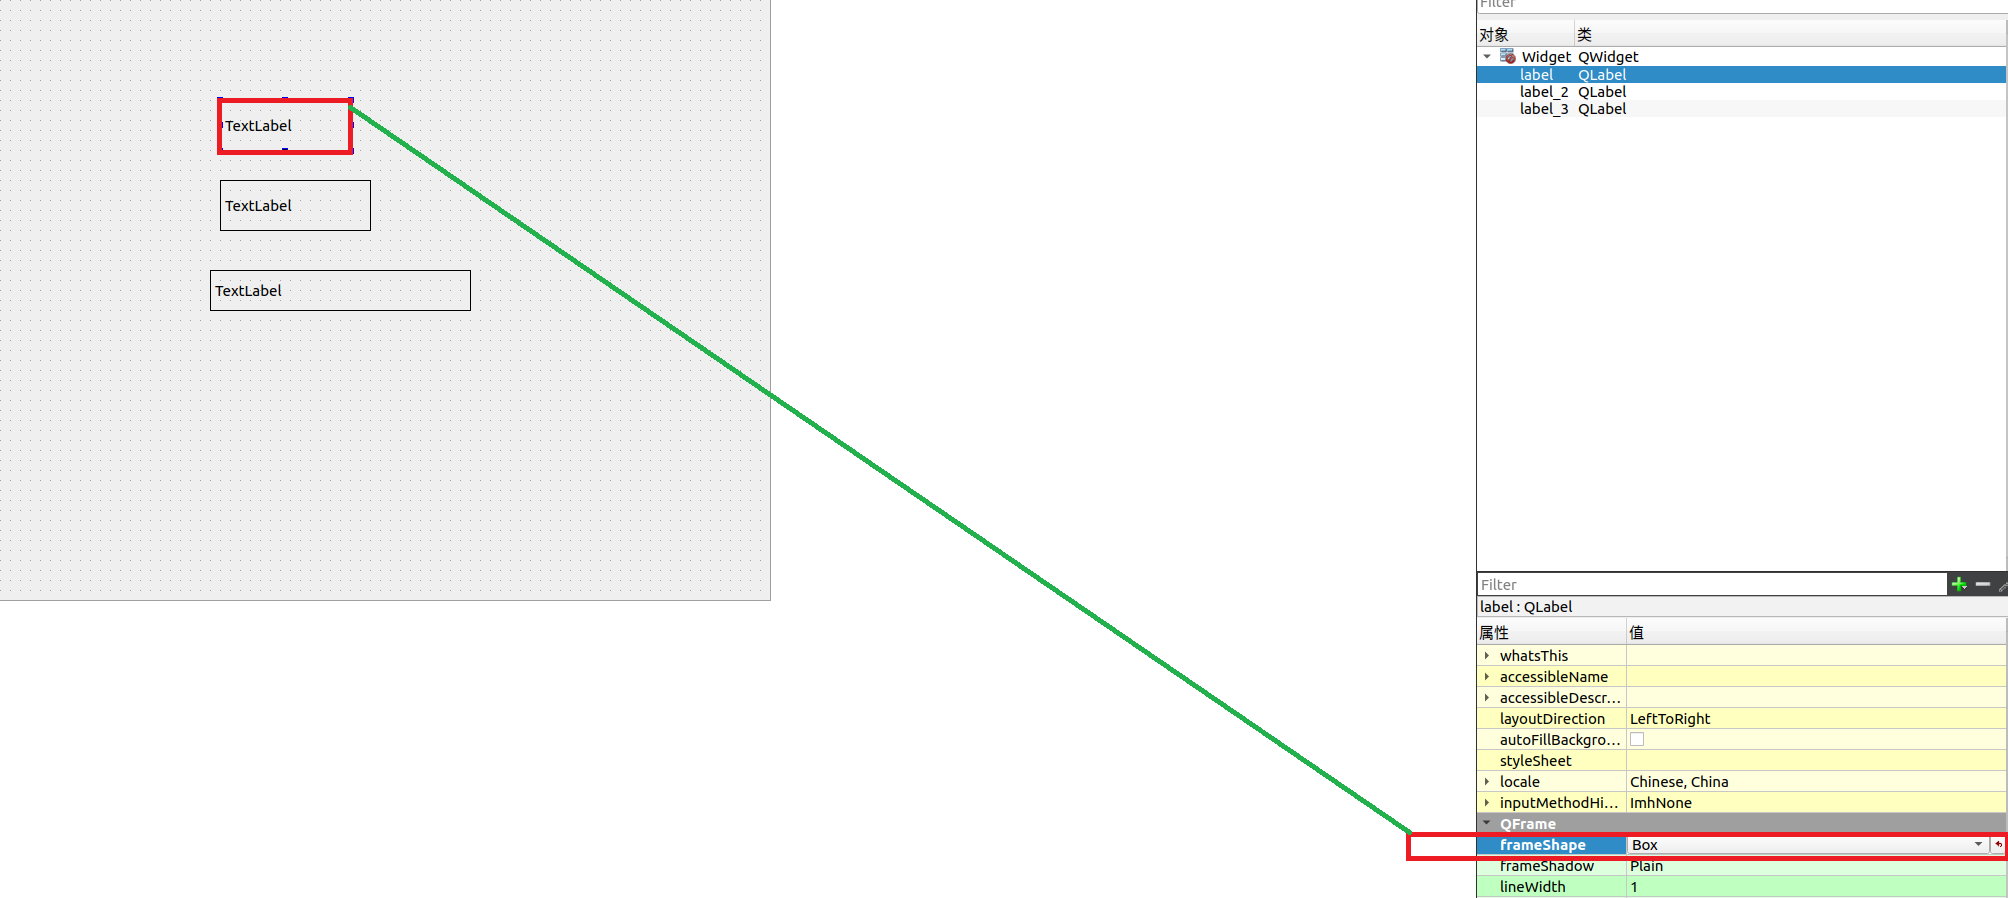 TextLabel
TextLabel
TextLabel
Filter
对象 类
Widget QWidget
label QLabel
label_2 QLabel
label_3 QLabel
Filter
label : QLabel
属性 值
whatsThis
accessibleName
accessibleDescr...
layoutDirection LeftToRight
autoFillBackgro...
styleSheet
locale Chinese, China
inputMethodHi... ImhNone
QFrame
frameShape Box
frameShadow Plain
lineWidth 1